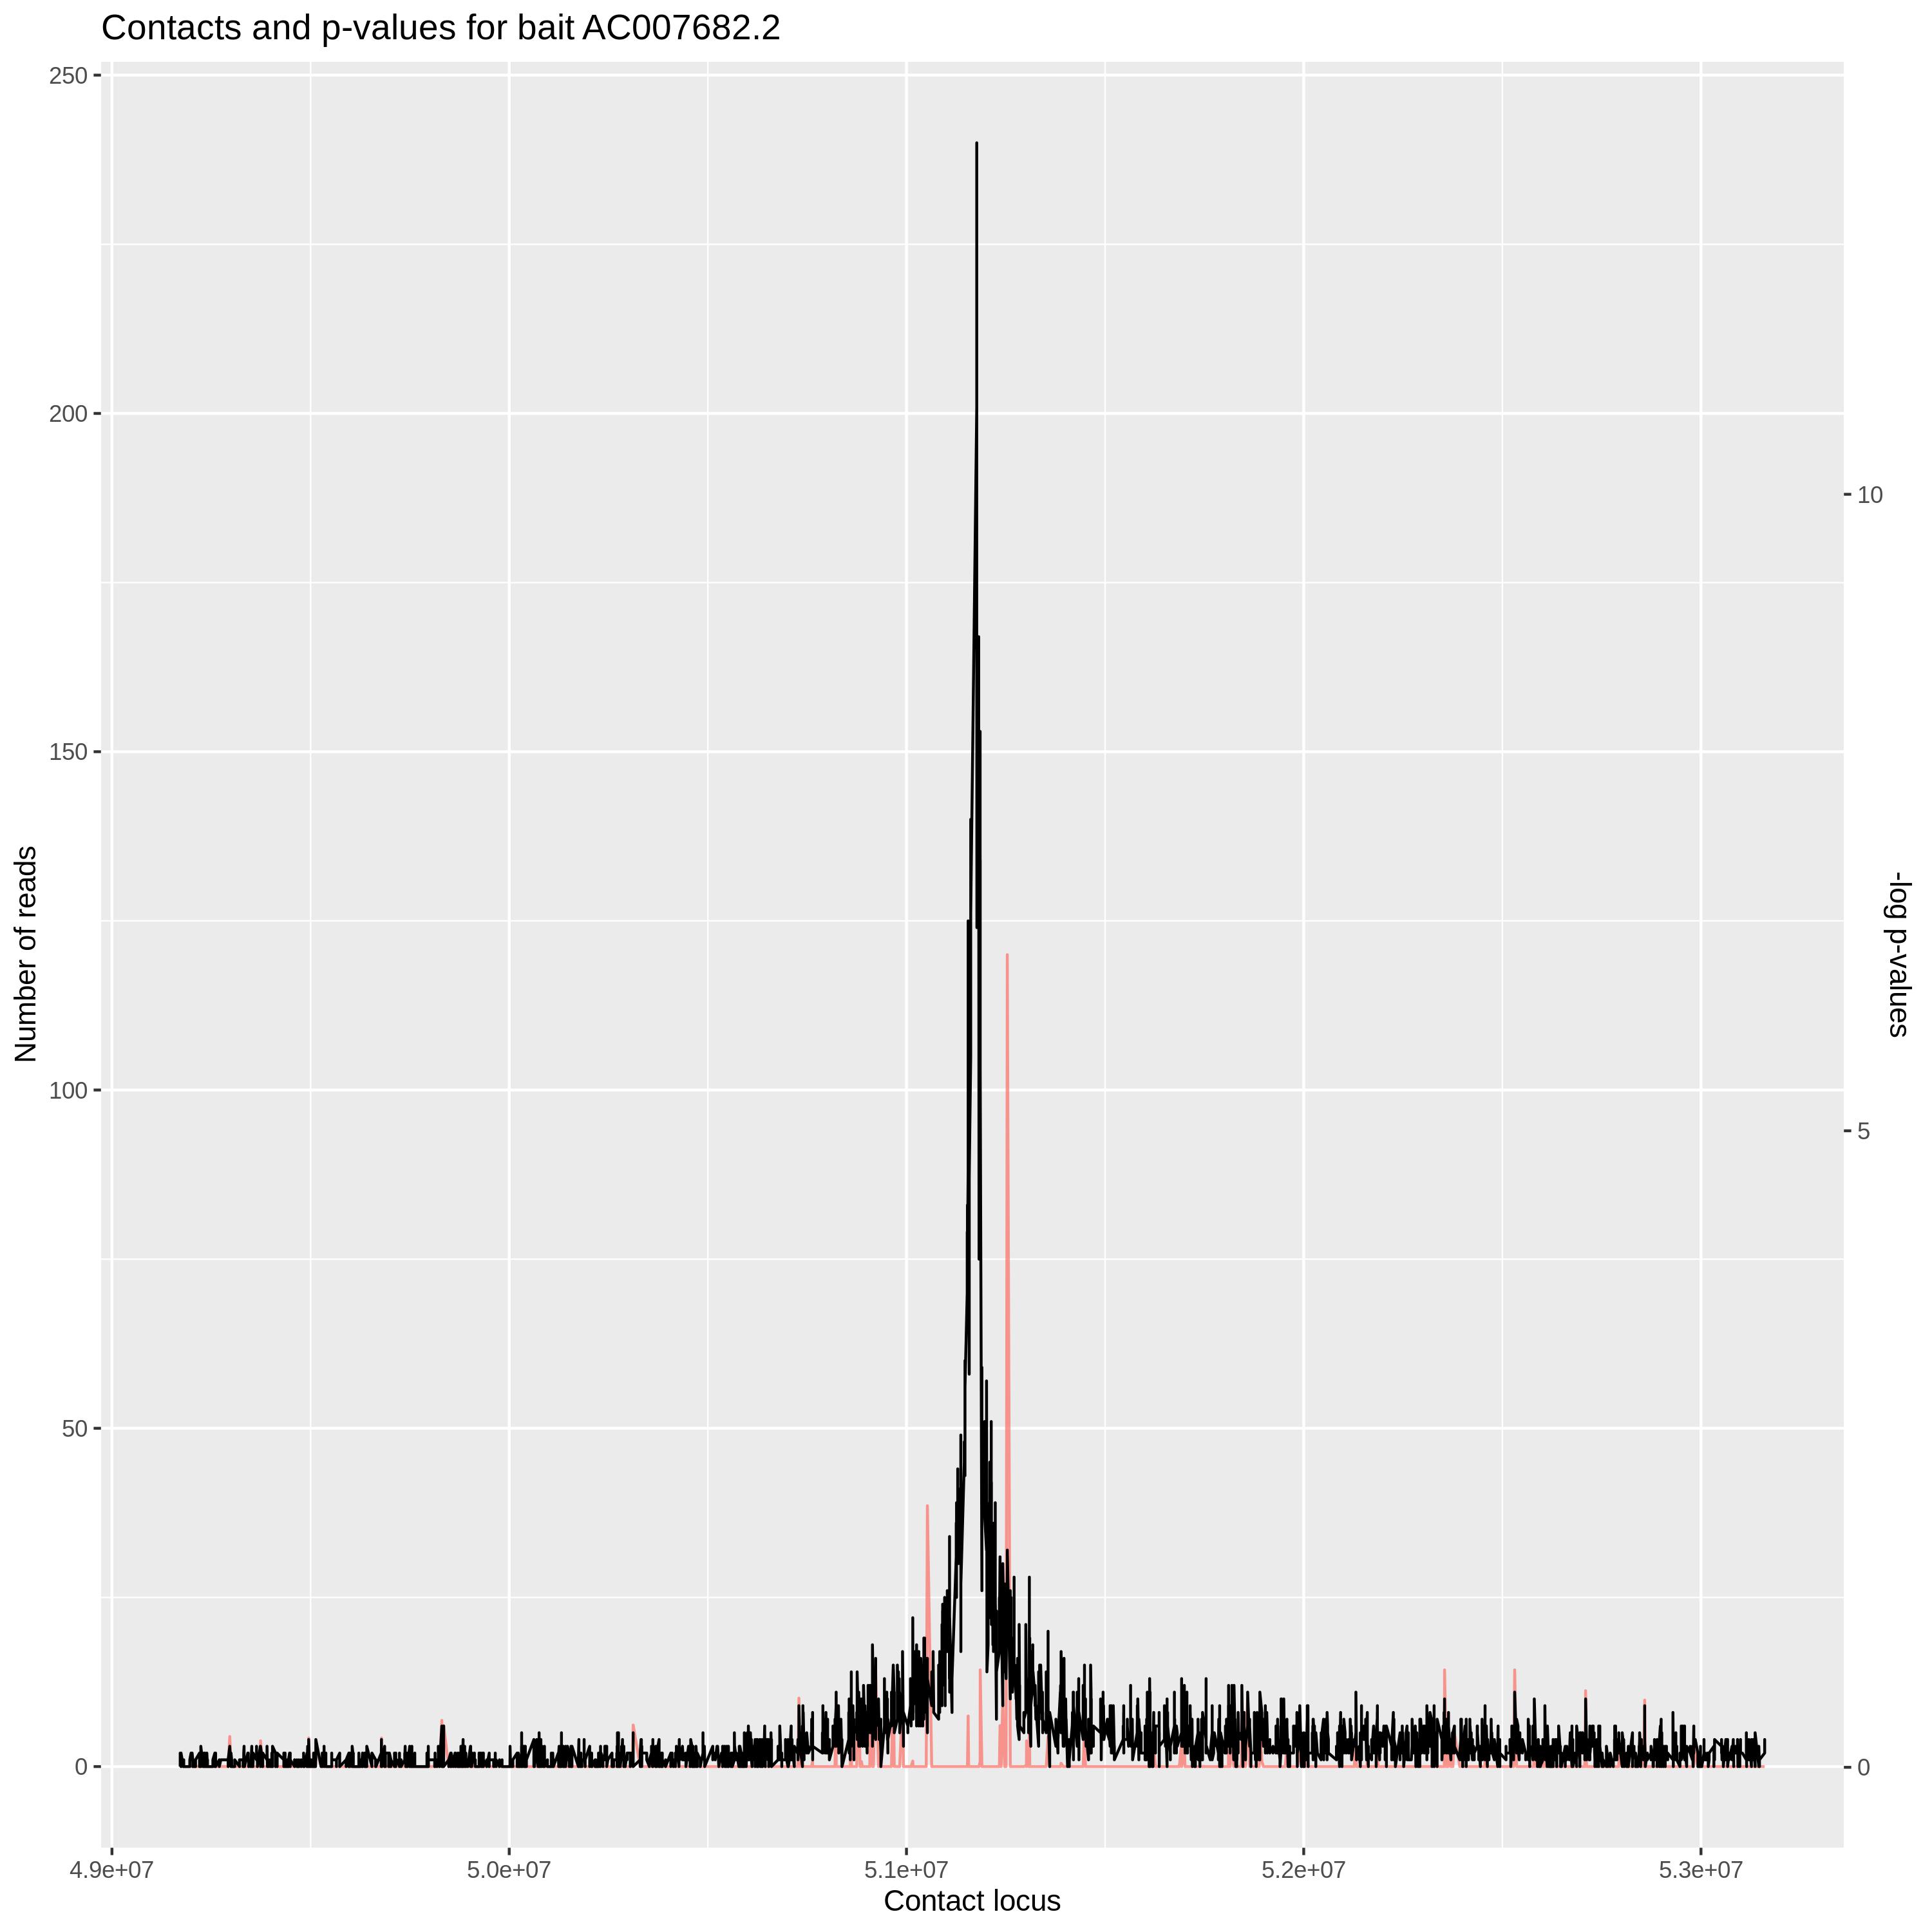 Contacts and p-values for bait AC007682.2
250
200
150
100
50
0
Number of reads
10
5
0
-log p-values
4.9e+07
5.0e+07
5.1e+07
5.2e+07
5.3e+07
Contact locus